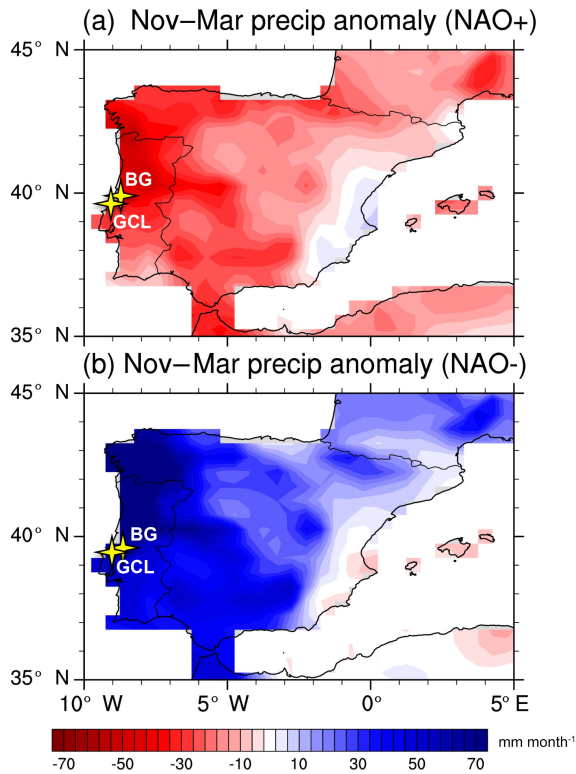 (a) Nov–Mar precip anomaly (NAO+)
45° N
40° N
BG
GCL
35° N
(b) Nov–Mar precip anomaly (NAO-)
45° N
40° N
BG
GCL
35° N
10° W 5° W 0° 5° E
-70 -50 -30 -10 10 30 50 70 mm month⁻¹